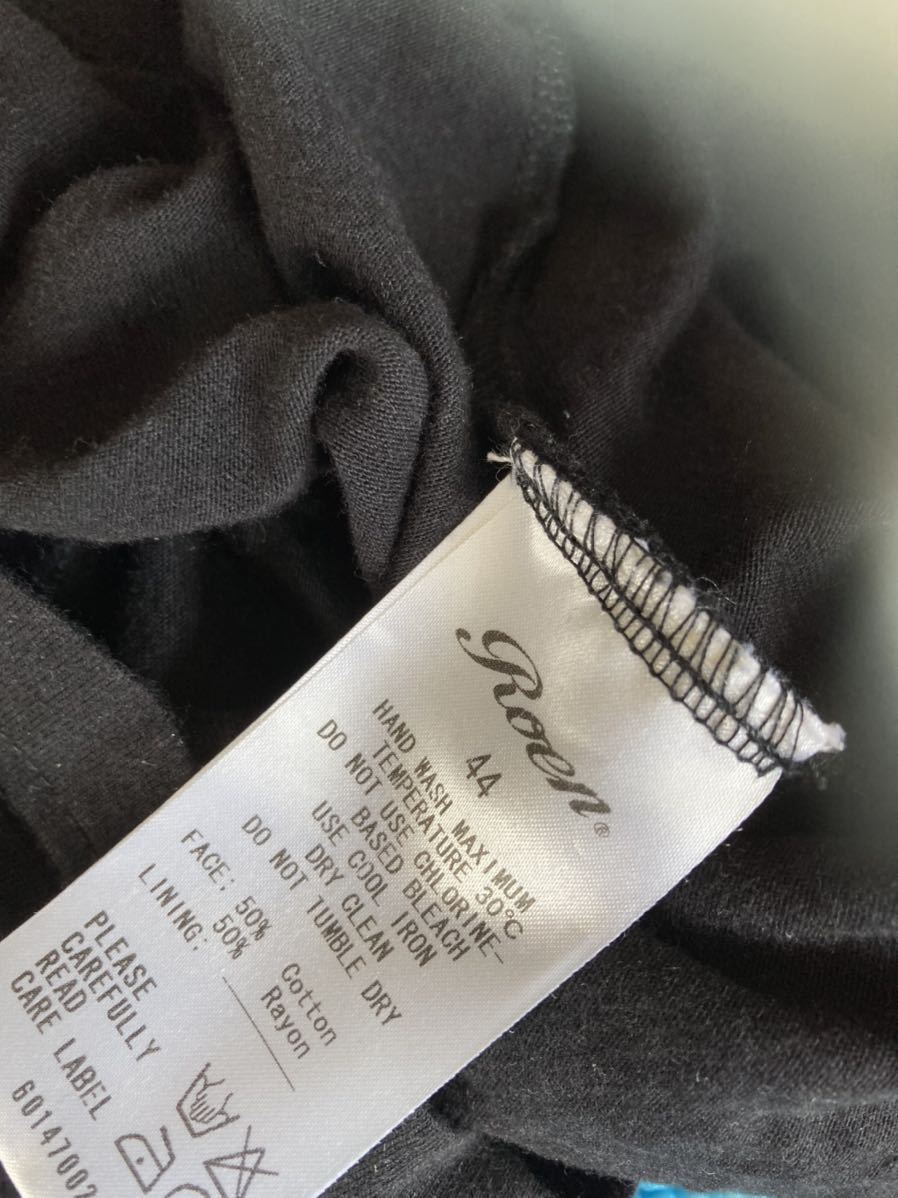 Roen®
44
HAND WASH MAXIMUM
TEMPERATURE 30℃
DO NOT USE CHLORINE-
BASED BLEACH
USE COOL IRON
DRY CLEAN
DO NOT TUMBLE DRY
FACE: 50% Cotton
50% Rayon
LINING:
PLEASE
CAREFULLY
READ
CARE LABEL
60147002